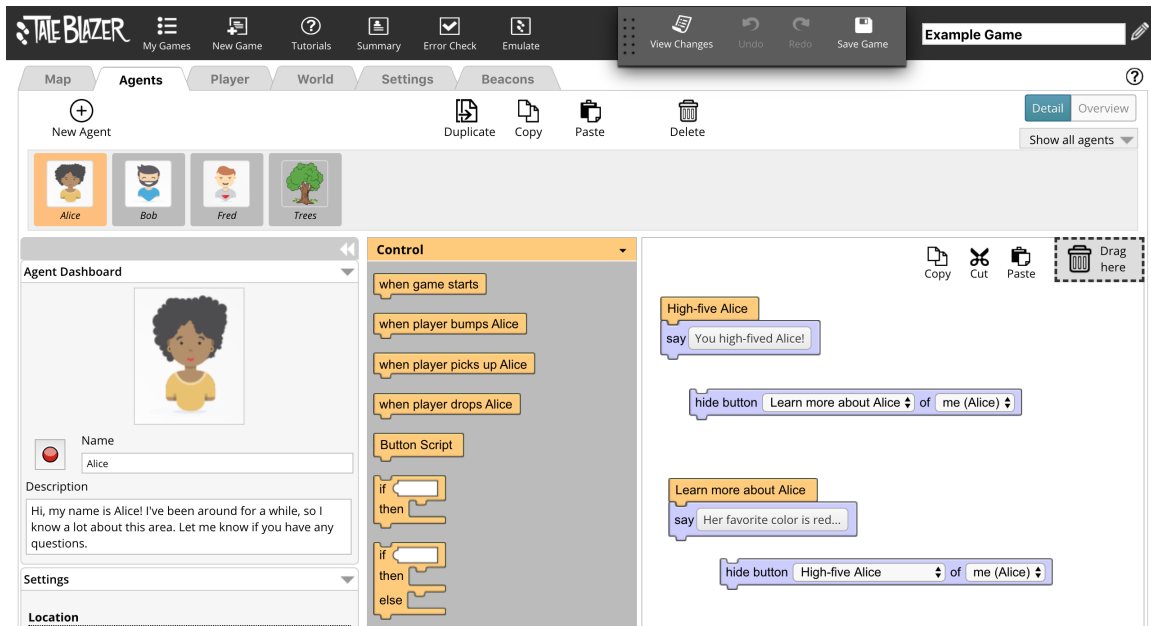 TALEBLAZER
My Games
New Game
Tutorials
Summary
Error Check
Emulate
View Changes
Undo
Redo
Save Game
Example Game
Map
Agents
Player
World
Settings
Beacons
New Agent
Duplicate
Copy
Paste
Delete
Detail
Overview
Show all agents
Alice
Bob
Fred
Trees
Agent Dashboard
Name
Alice
Description
Hi, my name is Alice! I've been around for a while, so I
know a lot about this area. Let me know if you have any
questions.
Settings
Location
Control
when game starts
when player bumps Alice
when player picks up Alice
when player drops Alice
Button Script
if
then
if
then
else
Copy
Cut
Paste
Drag
here
High-five Alice
say You high-fived Alice!
hide button Learn more about Alice of me (Alice)
Learn more about Alice
say Her favorite color is red...
hide button High-five Alice of me (Alice)